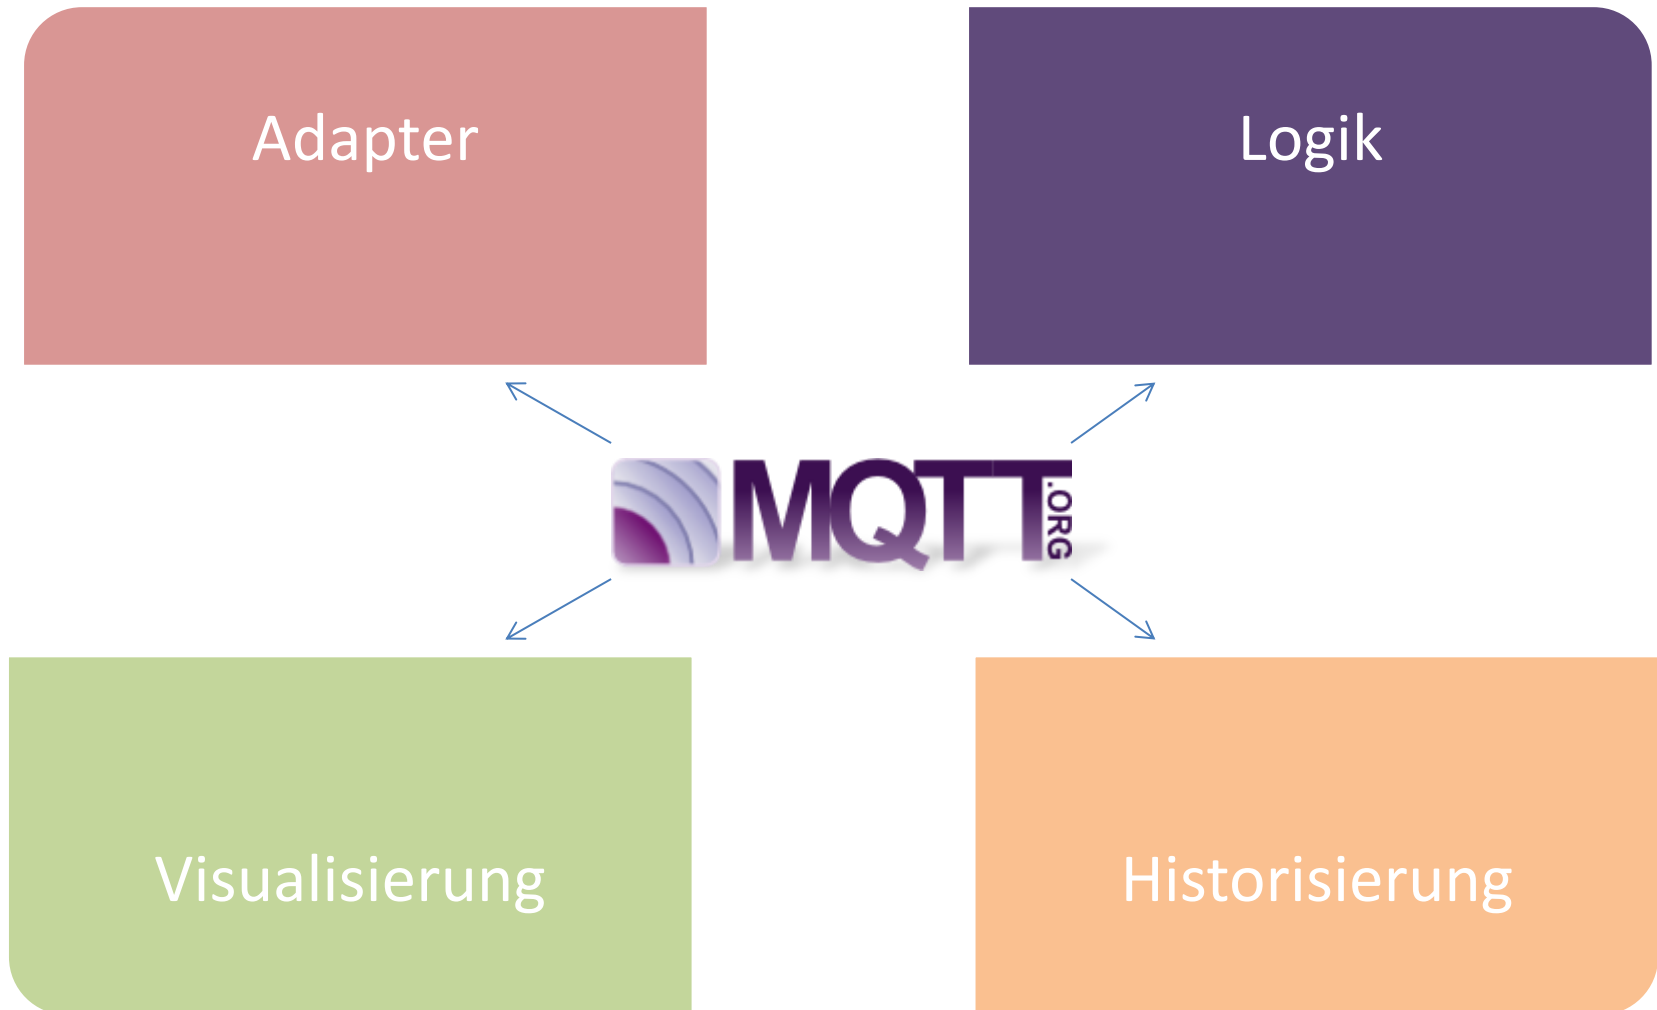 Adapter
Logik
MQTT.ORG
Visualisierung
Historisierung